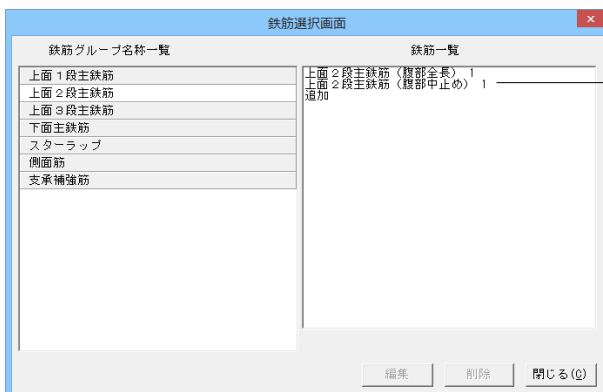 鉄筋選択画面
鉄筋グループ名称一覧
鉄筋一覧
上面1段主鉄筋
上面2段主鉄筋
上面3段主鉄筋
下面主鉄筋
スターラップ
側面筋
支承補強筋
上面2段主鉄筋(腹部全長) 1
上面2段主鉄筋(腹部中止め) 1
追加
編集
削除
閉じる(C)